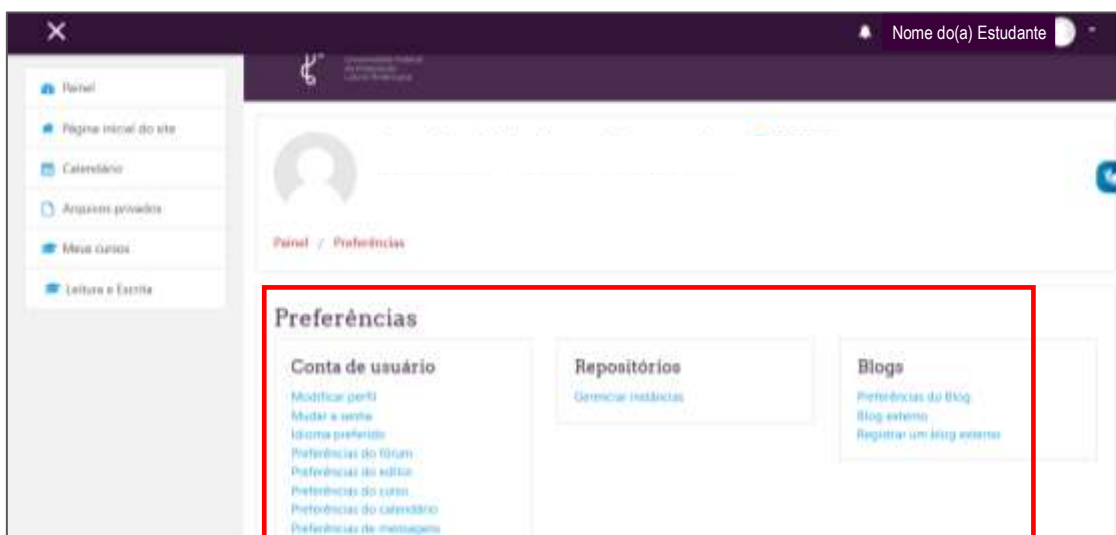 Nome do(a) Estudante
Painel
Página inicial do site
Calendário
Arquivos privados
Meus cursos
Leitura e Escrita
Painel / Preferências
Preferências
Conta de usuário
Modificar perfil
Mudar a senha
Idioma preferido
Preferências do fórum
Preferências do editor
Preferências do curso
Preferências do calendário
Preferências de mensagens
Repositórios
Gerenciar instâncias
Blogs
Preferências do Blog
Blog externo
Registrar um blog externo